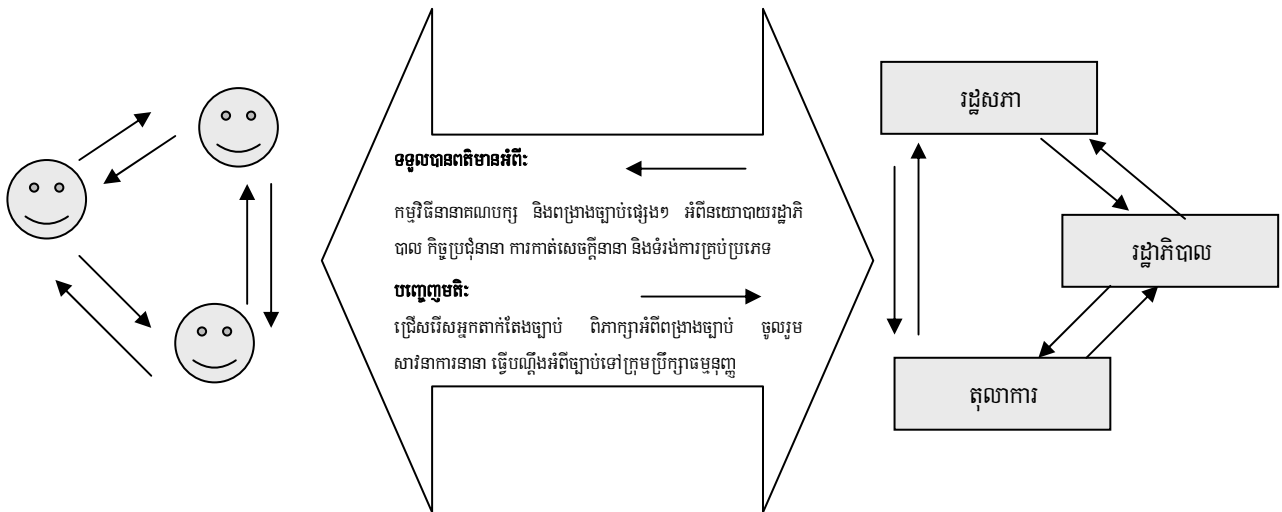 ទទួលបានពត៌មានអំពី:
កម្មវិធីនានាគណបក្ស និងពង្រាងច្បាប់ផ្សេងៗ អំពីនយោបាយរដ្ឋាភិ
បាល កិច្ចប្រជុំនានា ការកាត់សេចក្តីនានា និងទំរង់ការគ្រប់ប្រភេទ
បញ្ចេញមតិ:
ជ្រើសរើសអ្នកតាក់តែងច្បាប់ ពិភាក្សាអំពីពង្រាងច្បាប់ ចូលរួម
សាវនាការនានា ធ្វើបណ្តឹងអំពីច្បាប់ទៅក្រុមប្រឹក្សាធម្មនុញ្ញ
រដ្ឋសភា
រដ្ឋាភិបាល
តុលាការ